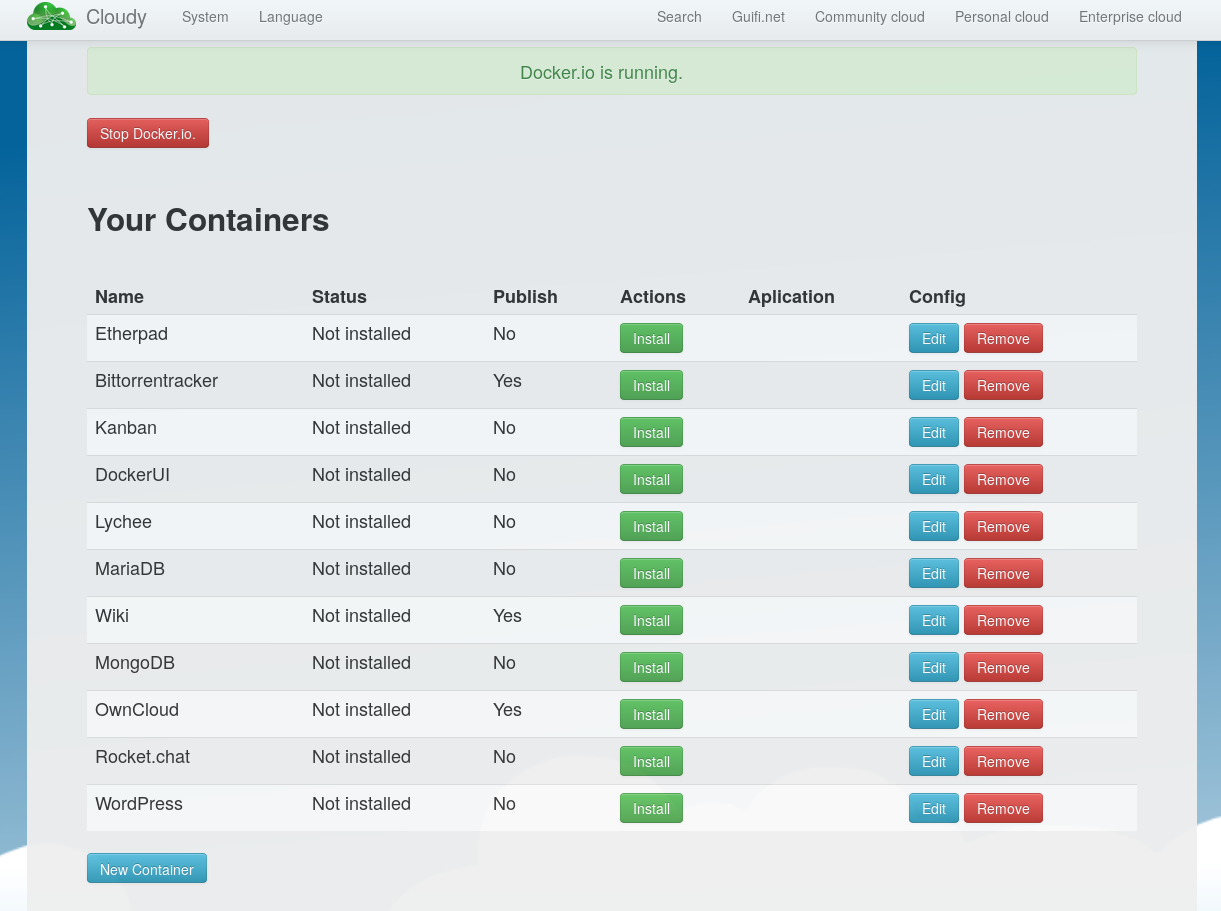 Cloudy System Language Search Guifi.net Community cloud Personal cloud Enterprise cloud
Docker.io is running.
Stop Docker.io.
Your Containers
Name Status Publish Actions Aplication Config
Etherpad Not installed No Install Edit Remove
Bittorrentracker Not installed Yes Install Edit Remove
Kanban Not installed No Install Edit Remove
DockerUI Not installed No Install Edit Remove
Lychee Not installed No Install Edit Remove
MariaDB Not installed No Install Edit Remove
Wiki Not installed Yes Install Edit Remove
MongoDB Not installed No Install Edit Remove
OwnCloud Not installed Yes Install Edit Remove
Rocket.chat Not installed No Install Edit Remove
WordPress Not installed No Install Edit Remove
New Container